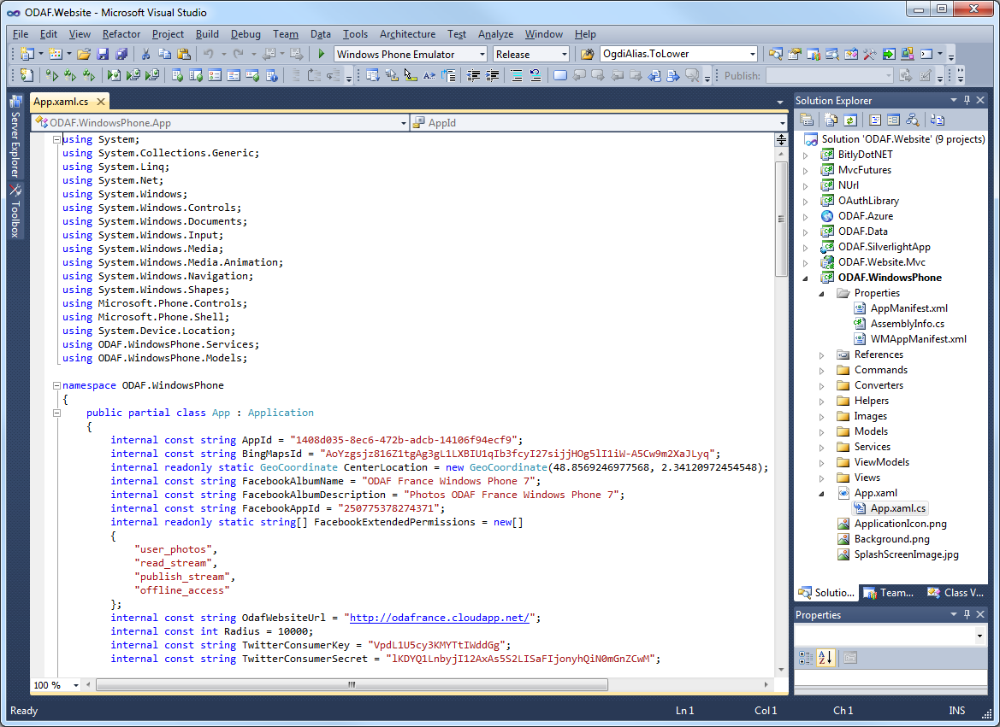 ODAF.Website - Microsoft Visual Studio
File Edit View Refactor Project Build Debug Team Data Tools Architecture Test Analyze Window Help
Windows Phone Emulator Release OgdiAlias.ToLower
Publish:
Server Explorer
Toolbox
App.xaml.cs
ODAF.WindowsPhone.App AppId
using System;
using System.Collections.Generic;
using System.Linq;
using System.Net;
using System.Windows;
using System.Windows.Controls;
using System.Windows.Documents;
using System.Windows.Input;
using System.Windows.Media;
using System.Windows.Media.Animation;
using System.Windows.Navigation;
using System.Windows.Shapes;
using Microsoft.Phone.Controls;
using Microsoft.Phone.Shell;
using System.Device.Location;
using ODAF.WindowsPhone.Services;
using ODAF.WindowsPhone.Models;
namespace ODAF.WindowsPhone
{
public partial class App : Application
{
internal const string AppId = "1408d035-8ec6-472b-adcb-14106f94ecf9";
internal const string BingMapsId = "AoYzgsjz816Z1tgAg3gL1LXBIU1qIb3fcyI27sijjHOg5lI1iW-A5Cw9m2XaJLyq";
internal readonly static GeoCoordinate CenterLocation = new GeoCoordinate(48.8569246977568, 2.34120972454548);
internal const string FacebookAlbumName = "ODAF France Windows Phone 7";
internal const string FacebookAlbumDescription = "Photos ODAF France Windows Phone 7";
internal const string FacebookAppId = "250775378274371";
internal readonly static string[] FacebookExtendedPermissions = new[]
{
"user_photos",
"read_stream",
"publish_stream",
"offline_access"
};
internal const string OdafWebsiteUrl = "http://odafrance.cloudapp.net/";
internal const int Radius = 10000;
internal const string TwitterConsumerKey = "VpdL1U5cy3KMYTtIWddGg";
internal const string TwitterConsumerSecret = "lKDYQ1LnbyjI12AxAs5S2LISaFIjonyhQiN0mGnZCwM";
100 %
Solution Explorer
Solution 'ODAF.Website' (9 projects)
BitlyDotNET
MvcFutures
NUrl
OAuthLibrary
ODAF.Azure
ODAF.Data
ODAF.SilverlightApp
ODAF.Website.Mvc
ODAF.WindowsPhone
Properties
AppManifest.xml
AssemblyInfo.cs
WMAppManifest.xml
References
Commands
Converters
Helpers
Images
Models
Services
ViewModels
Views
App.xaml
App.xaml.cs
ApplicationIcon.png
Background.png
SplashScreenImage.jpg
Solutio... Team... Class V...
Properties
Ready Ln 1 Col 1 Ch 1 INS